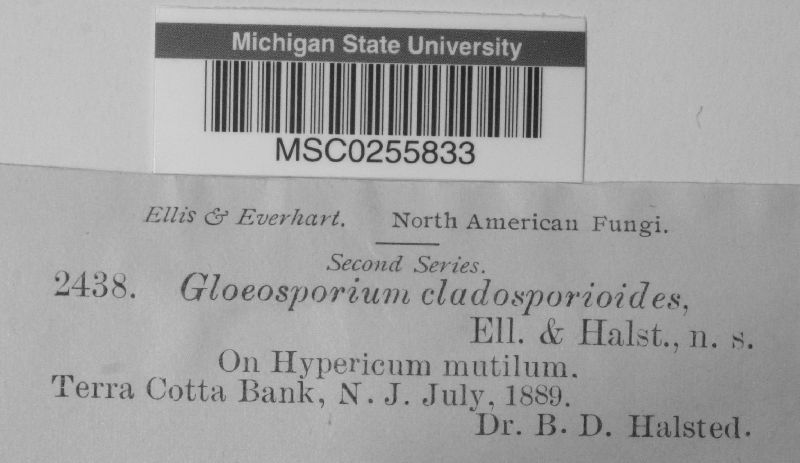 Michigan State University
MSC0255833
Ellis & Everhart. North American Fungi.
Second Series.
2438. Gloeosporium cladosporioides,
Ell. & Halst., n. s.
On Hypericum mutilum.
Terra Cotta Bank, N. J. July, 1889.
Dr. B. D. Halsted.